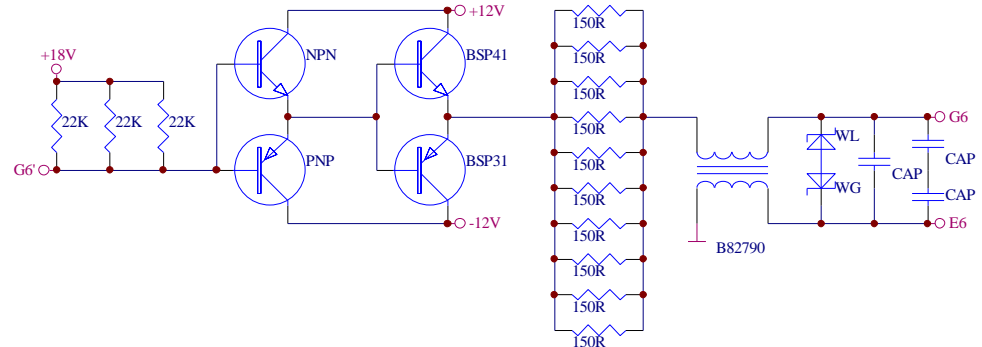 +12V
150R
150R
+18V
NPN
BSP41
150R
22K
22K
22K
150R
G6
WL
PNP
BSP31
150R
CAP
G6'
CAP
150R
WG
CAP
-12V
150R
E6
B82790
150R
150R
150R